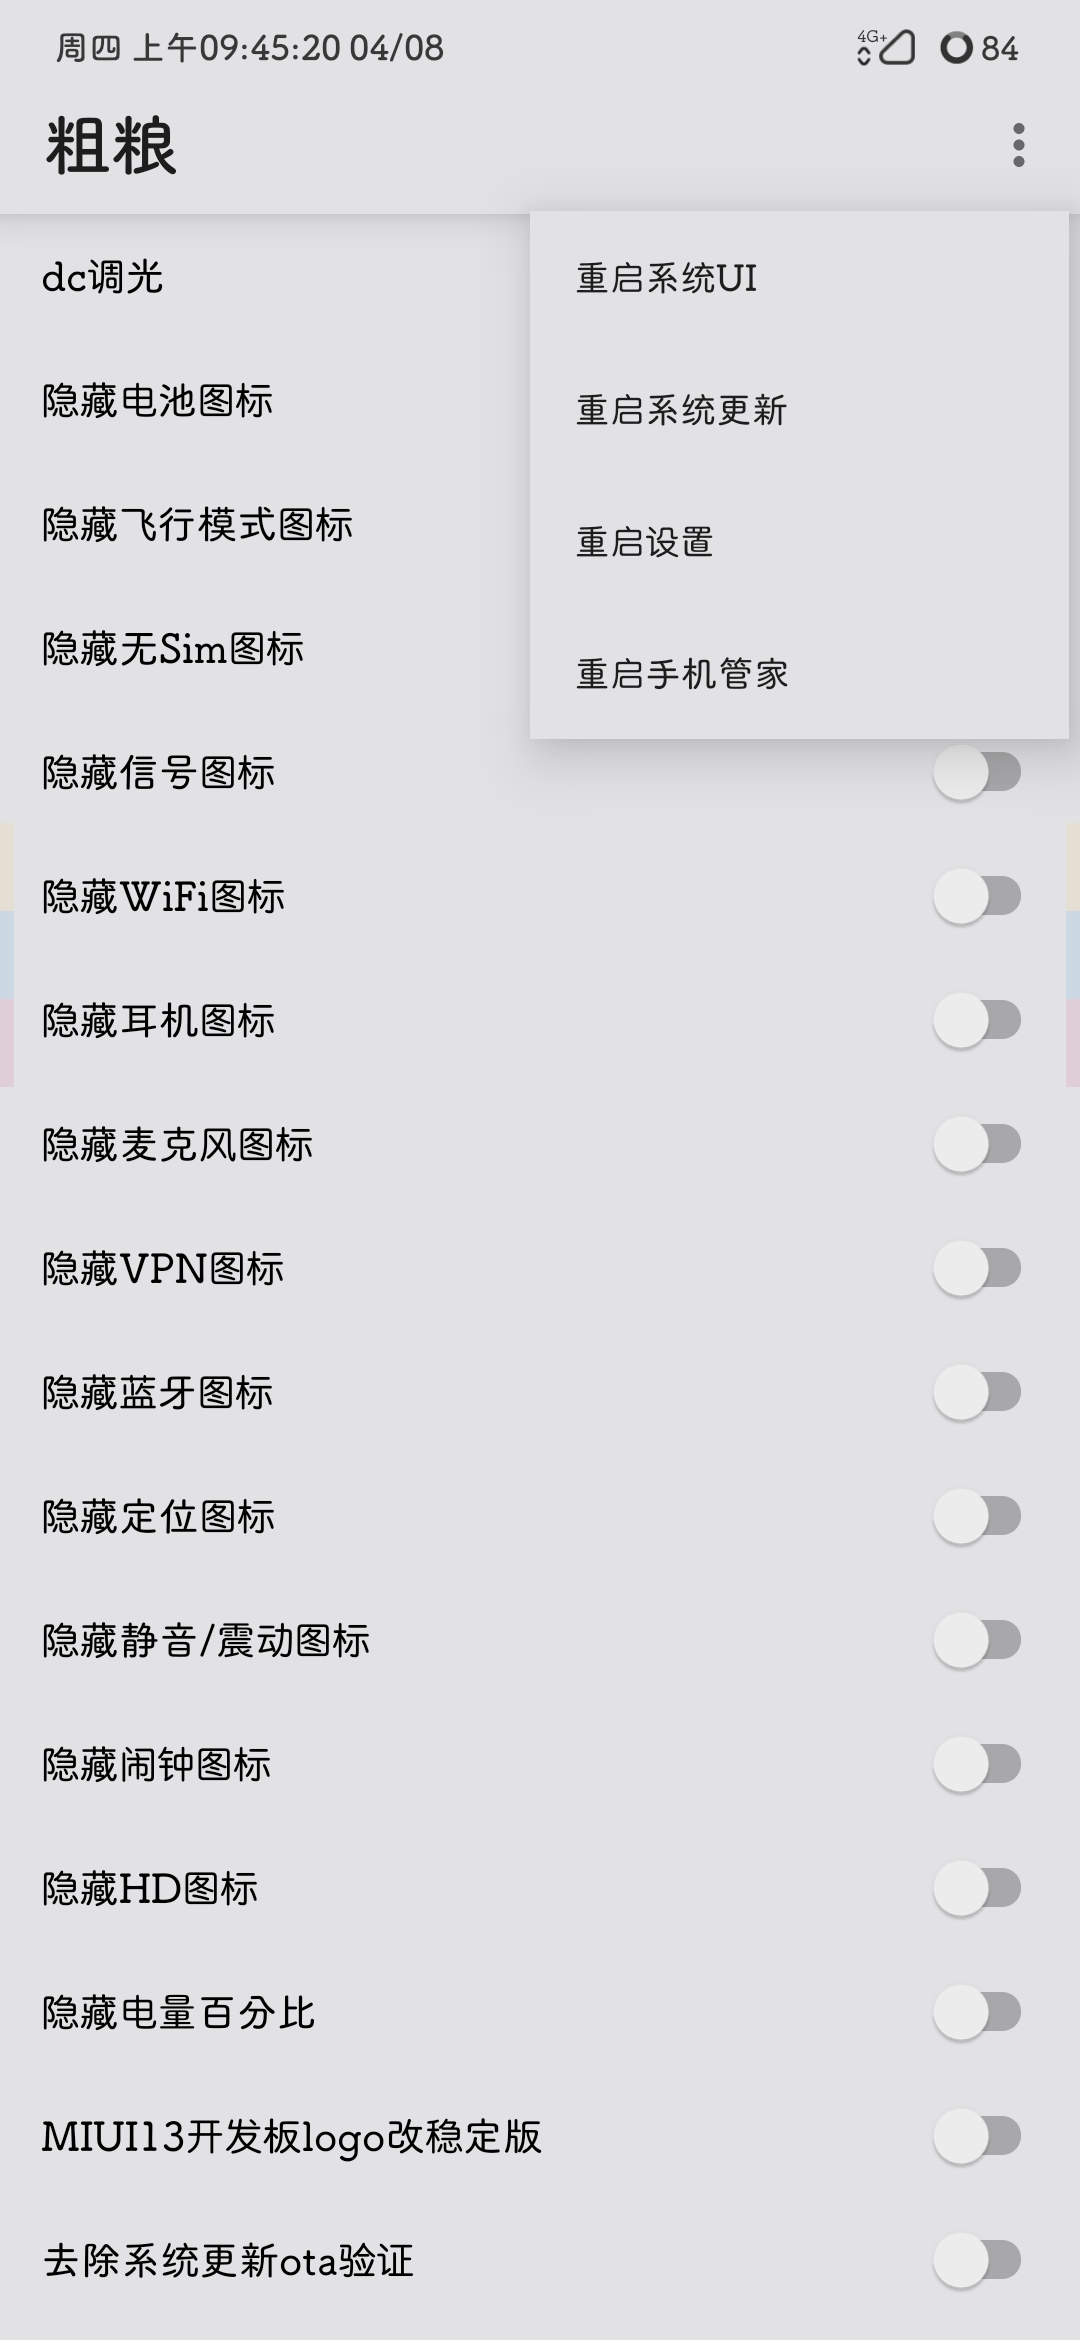 周四 上午09:45:20 04/08
4G+
84
粗粮
dc调光
重启系统UI
隐藏电池图标
重启系统更新
隐藏飞行模式图标
重启设置
隐藏无Sim图标
重启手机管家
隐藏信号图标
隐藏WiFi图标
隐藏耳机图标
隐藏麦克风图标
隐藏VPN图标
隐藏蓝牙图标
隐藏定位图标
隐藏静音/震动图标
隐藏闹钟图标
隐藏HD图标
隐藏电量百分比
MIUI13开发板logo改稳定版
去除系统更新ota验证